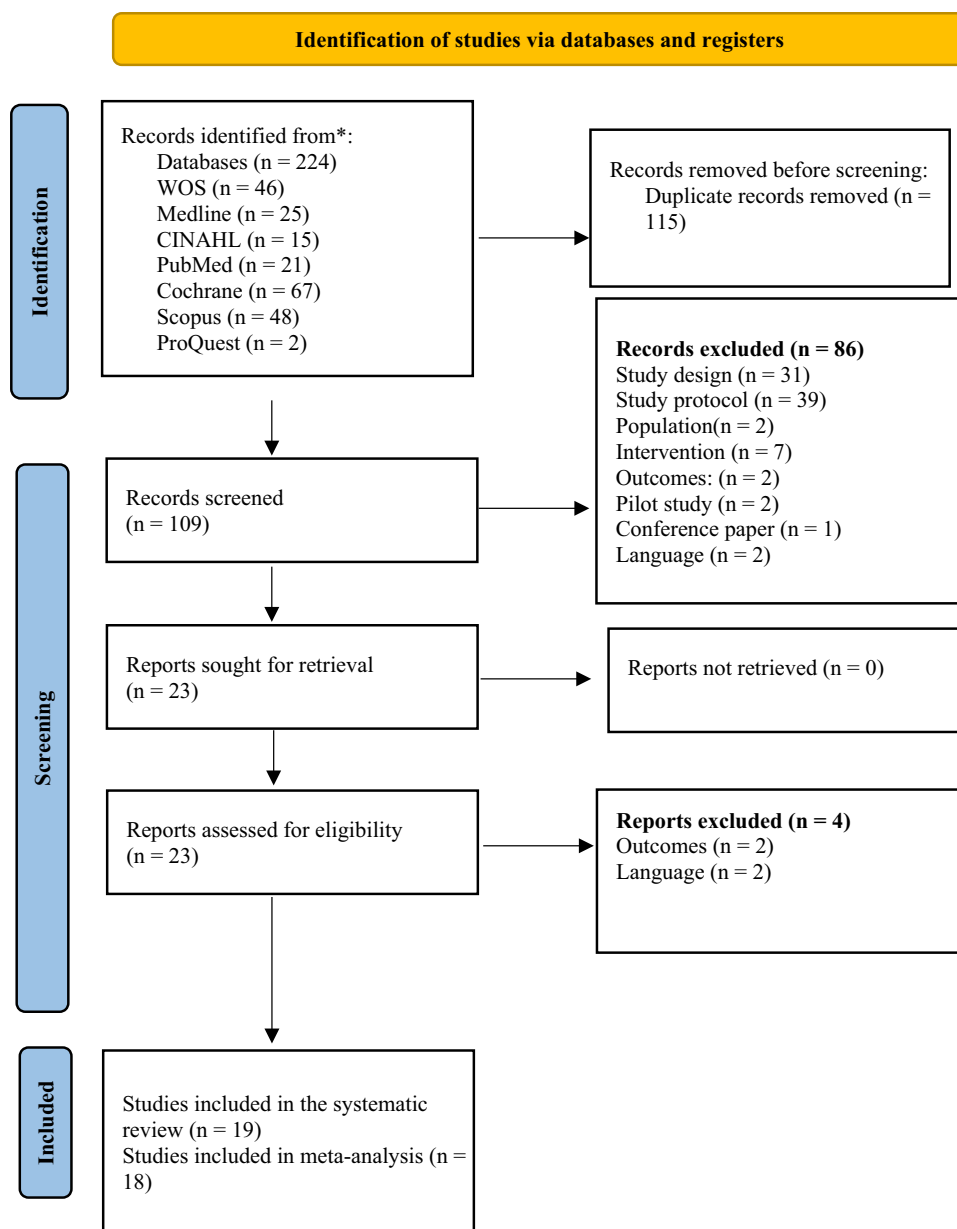 Identification of studies via databases and registers
Identification
Records identified from*:
Databases (n = 224)
WOS (n = 46)
Medline (n = 25)
CINAHL (n = 15)
PubMed (n = 21)
Cochrane (n = 67)
Scopus (n = 48)
ProQuest (n = 2)
Records removed before screening:
Duplicate records removed (n =
115)
Records excluded (n = 86)
Study design (n = 31)
Study protocol (n = 39)
Population(n = 2)
Intervention (n = 7)
Outcomes: (n = 2)
Pilot study (n = 2)
Conference paper (n = 1)
Language (n = 2)
Screening
Records screened
(n = 109)
Reports sought for retrieval
(n = 23)
Reports not retrieved (n = 0)
Reports assessed for eligibility
(n = 23)
Reports excluded (n = 4)
Outcomes (n = 2)
Language (n = 2)
Included
Studies included in the systematic
review (n = 19)
Studies included in meta-analysis (n =
18)